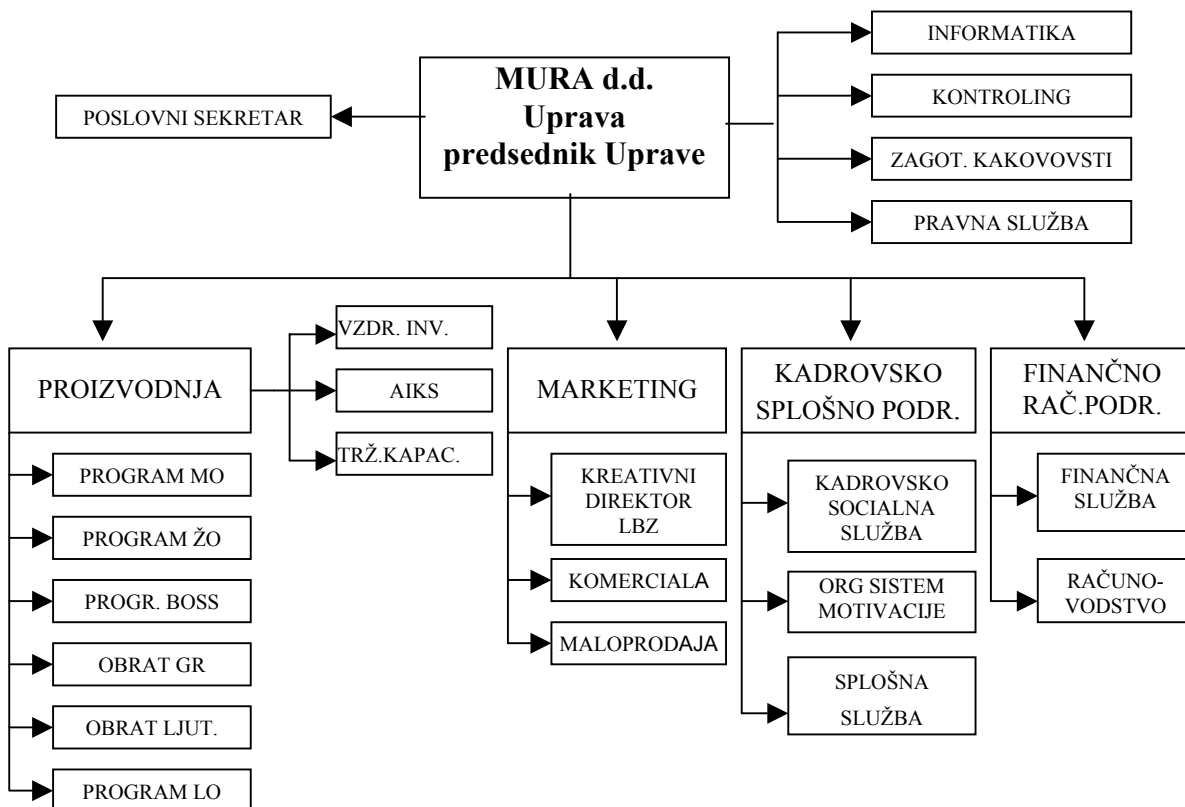 INFORMATIKA
MURA d.d.
Uprava
predsednik Uprave
POSLOVNI SEKRETAR
KONTROLING
ZAGOT. KAKOVOVSTI
PRAVNA SLUŽBA
PROIZVODNJA
VZDR. INV.
AIKS
TRŽ.KAPAC.
MARKETING
KADROVSKO
SPLOŠNO PODR.
FINANČNO
RAČ.PODR.
PROGRAM MO
PROGRAM ŽO
PROGR. BOSS
OBRAT GR
OBRAT LJUT.
PROGRAM LO
KREATIVNI
DIREKTOR
LBZ
KOMERCIALA
MALOPRODAJA
KADROVSKO
SOCIALNA
SLUŽBA
ORG SISTEM
MOTIVACIJE
SPLOŠNA
SLUŽBA
FINANČNA
SLUŽBA
RAČUNO-
VODSTVO